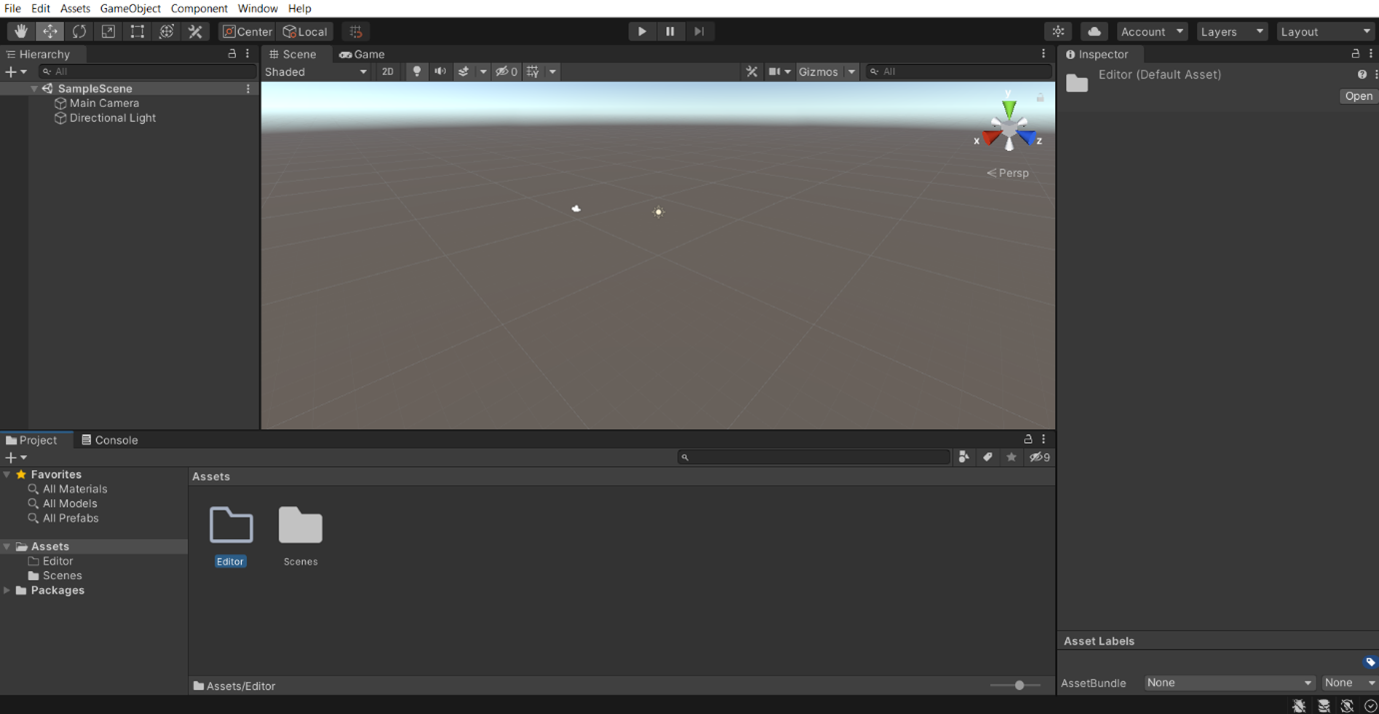 File Edit Assets GameObject Component Window Help
Center Local Account Layers Layout
Hierarchy
All
SampleScene
Main Camera
Directional Light
Scene Game
Shaded 2D 0 Gizmos All
y
x z
Persp
Inspector
Editor (Default Asset)
Open
Project Console
9
Favorites
All Materials
All Models
All Prefabs
Assets
Editor
Scenes
Packages
Assets
Editor Scenes
Assets/Editor
Asset Labels
AssetBundle None None